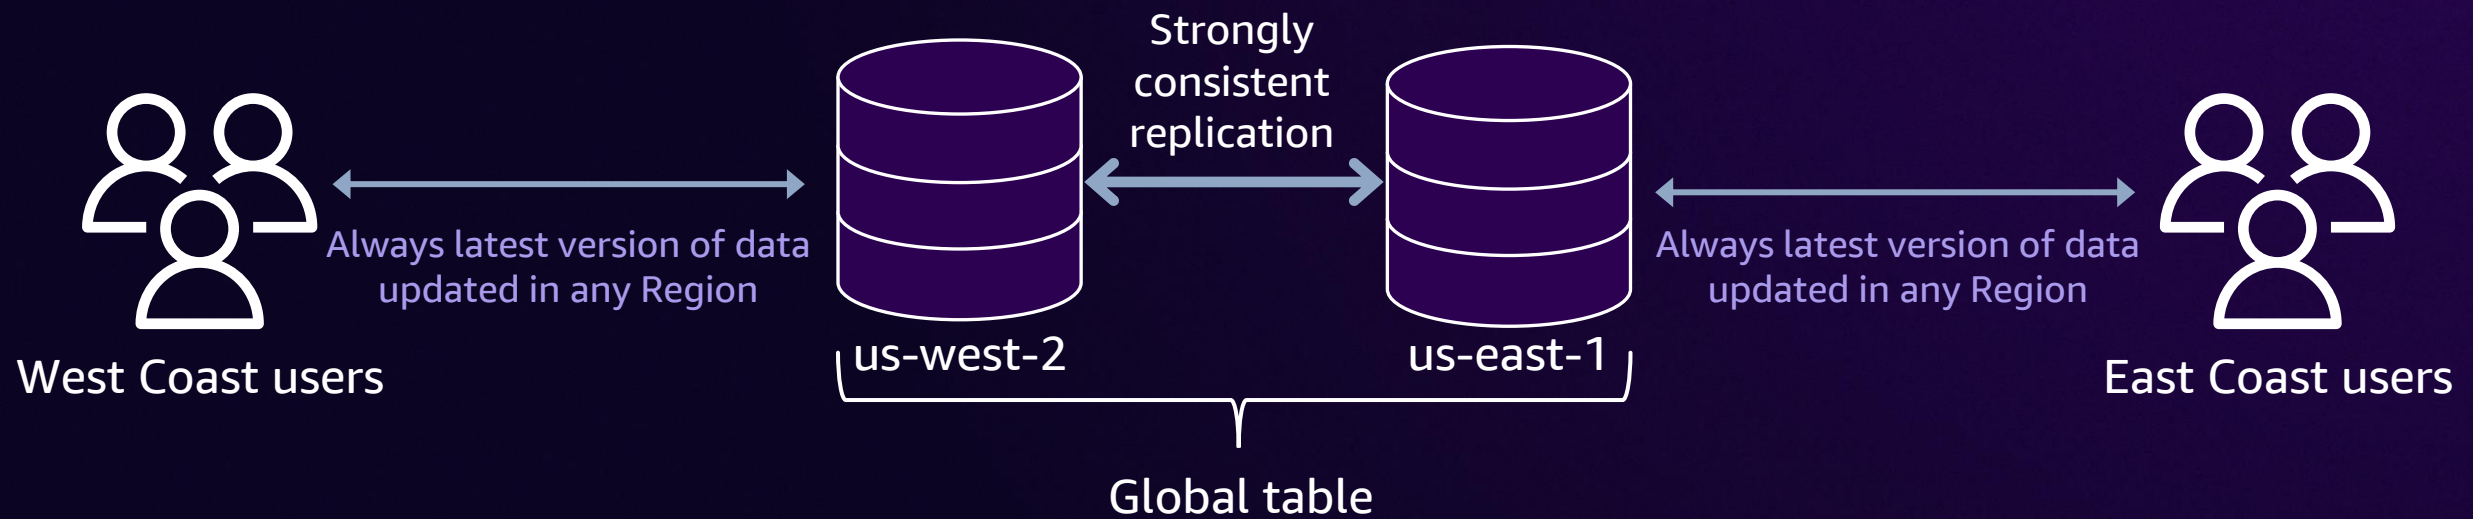 Strongly
consistent
replication
Always latest version of data
updated in any Region
Always latest version of data
updated in any Region
us-west-2
us-east-1
West Coast users
East Coast users
Global table